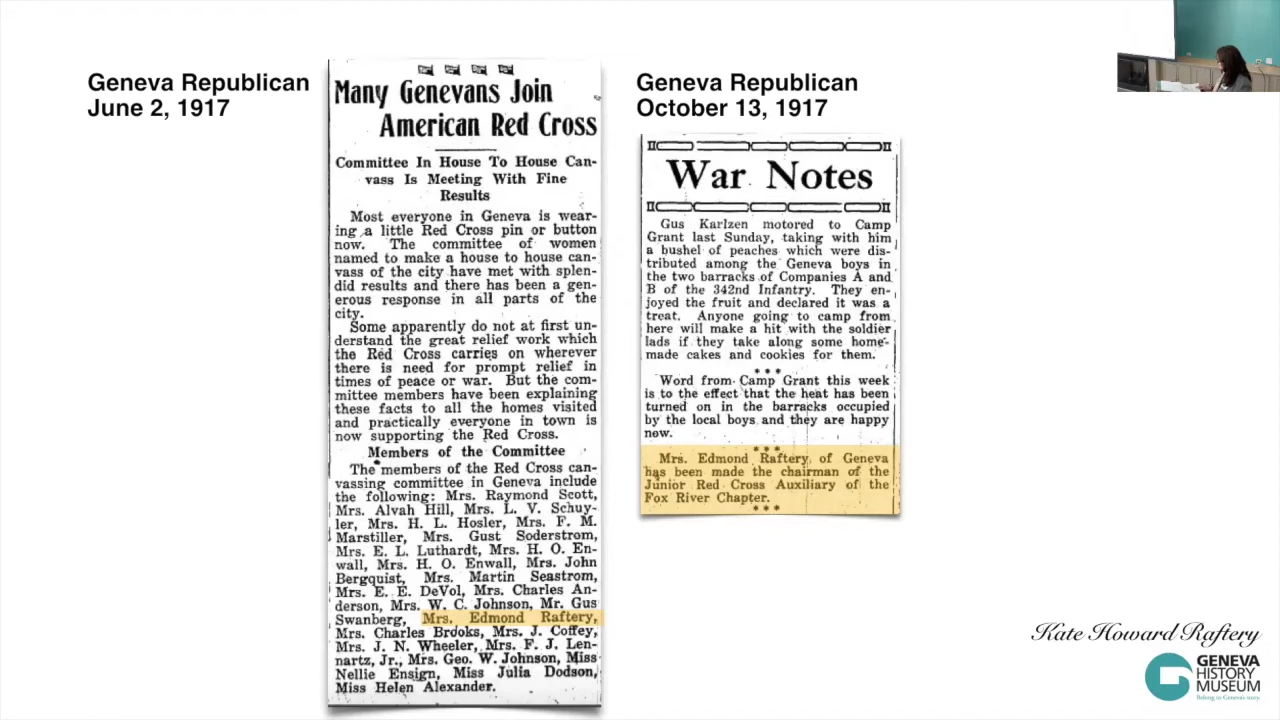 Geneva Republican
June 2, 1917
Many Genevans Join
American Red Cross
Committee In House To House Can-
vass Is Meeting With Fine
Results
Most everyone in Geneva is wear-
ing a little Red Cross pin or button
now. The committee of women
named to make a house to house can-
vass of the city have met with splen-
did results and there has been a gen-
erous response in all parts of the
city.
Some apparently do not at first un-
derstand the great relief work which
the Red Cross carries on wherever
there is need for prompt relief in
times of peace or war. But the com-
mittee members have been explaining
these facts to all the homes visited
and practically everyone in town is
now supporting the Red Cross.
Members of the Committee
The members of the Red Cross can-
vassing committee in Geneva include
the following: Mrs. Raymond Scott,
Mrs. Alvah Hill, Mrs. L. V. Schuy-
ler, Mrs. H. L. Hosler, Mrs. F. M.
Marstiller, Mrs. Gust Soderstrom,
Mrs. E. L. Luthardt, Mrs. H. O. En-
wall, Mrs. H. O. Enwall, Mrs. John
Bergquist, Mrs. Martin Seastrom,
Mrs. E. E. DeVol, Mrs. Charles An-
derson, Mrs. W. C. Johnson, Mr. Gus
Swanberg, Mrs. Edmond Raftery,
Mrs. Charles Brooks, Mrs. J. Coffey,
Mrs. J. N. Wheeler, Mrs. F. J. Len-
nartz, Jr., Mrs. Geo. W. Johnson, Miss
Nellie Ensign, Miss Julia Dodson,
Miss Helen Alexander.
Geneva Republican
October 13, 1917
War Notes
Gus Karlzen motored to Camp
Grant last Sunday, taking with him
a bushel of peaches which were dis-
tributed among the Geneva boys in
the two barracks of Companies A and
B of the 342nd Infantry. They en-
joyed the fruit and declared it was a
treat. Anyone going to camp from
here will make a hit with the soldier
lads if they take along some home-
made cakes and cookies for them.
* * *
Word from Camp Grant this week
is to the effect that the heat has been
turned on in the barracks occupied
by the local boys and they are happy
now.
* * *
Mrs. Edmond Raftery, of Geneva
has been made the chairman of the
Junior Red Cross Auxiliary of the
Fox River Chapter.
* * *
Kate Howard Raftery
GENEVA
HISTORY
MUSEUM
Belong to Geneva's story.